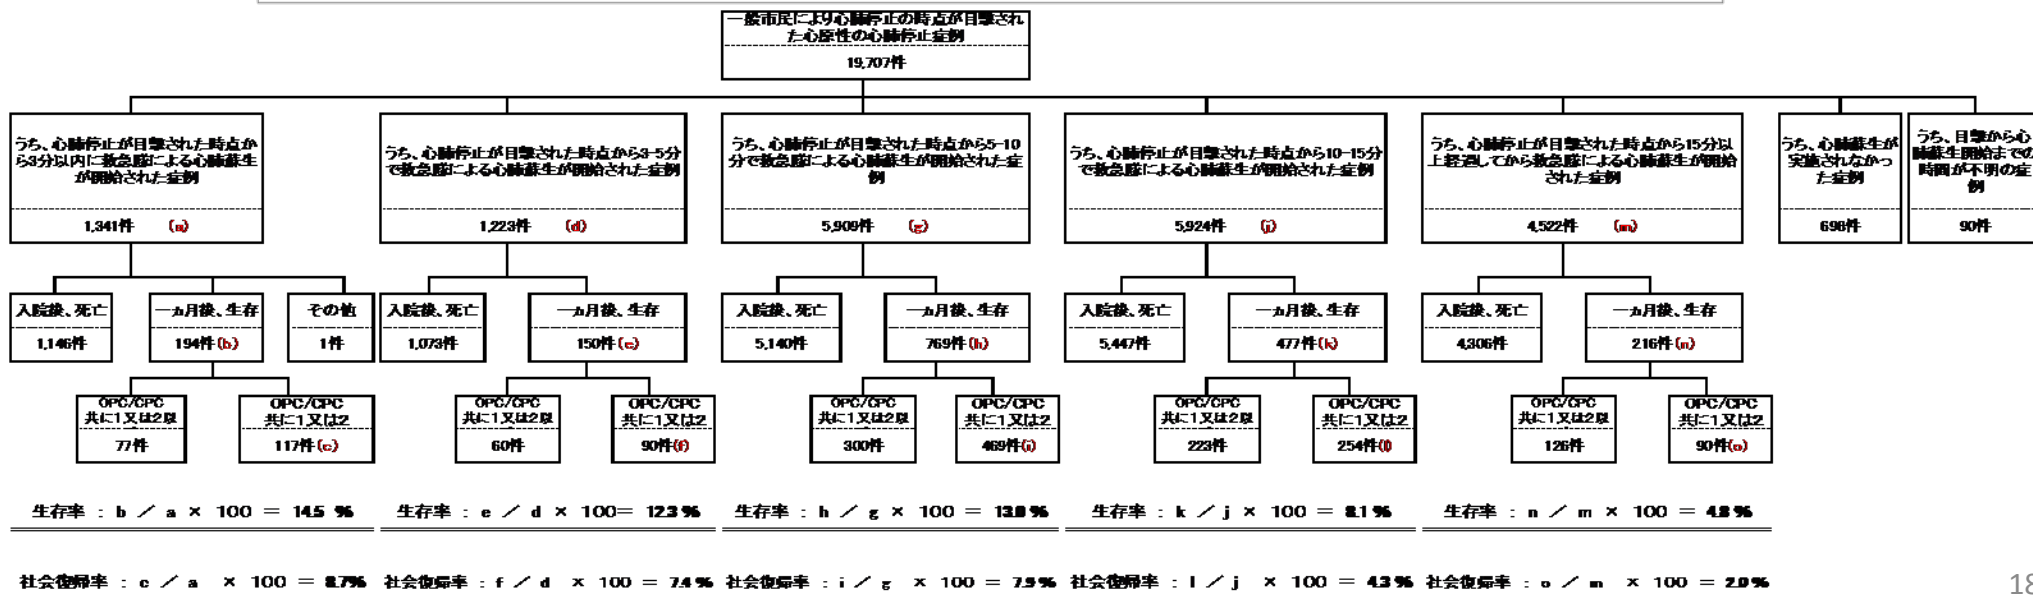 一般市民により心肺停止の時点が目撃され
た心原性の心肺停止症例
19,707件
うち、心肺停止が目撃された時点か
ら3分以内に救急隊による心肺蘇生
が開始された症例
1,341件 (a)
うち、心肺停止が目撃された時点から3-5分
で救急隊による心肺蘇生が開始された症例
1,223件 (d)
うち、心肺停止が目撃された時点から5-10
分で救急隊による心肺蘇生が開始された症
例
5,909件 (g)
うち、心肺停止が目撃された時点から10-15分
で救急隊による心肺蘇生が開始された症例
5,924件 (j)
うち、心肺停止が目撃された時点から15分以
上経過してから救急隊による心肺蘇生が開始
された症例
4,522件 (m)
うち、心肺蘇生が
実施されなかっ
た症例
698件
うち、目撃から心
肺蘇生開始までの
時間が不明の症
例
90件
入院後、死亡
1,146件
一ヵ月後、生存
194件(b)
その他
1件
入院後、死亡
1,073件
一ヵ月後、生存
150件(e)
入院後、死亡
5,140件
一ヵ月後、生存
769件(h)
入院後、死亡
5,447件
一ヵ月後、生存
477件(k)
入院後、死亡
4,306件
一ヵ月後、生存
216件(n)
OPC/CPC
共に1又は2以
77件
OPC/CPC
共に1又は2
117件(c)
OPC/CPC
共に1又は2以
60件
OPC/CPC
共に1又は2
90件(f)
OPC/CPC
共に1又は2以
300件
OPC/CPC
共に1又は2
469件(i)
OPC/CPC
共に1又は2以
223件
OPC/CPC
共に1又は2
254件(l)
OPC/CPC
共に1又は2以
126件
OPC/CPC
共に1又は2
90件(o)
生存率 : b ／ a × 100 = 14.5 %
生存率 : e ／ d × 100= 12.3 %
生存率 : h ／ g × 100 = 13.0 %
生存率 : k ／ j × 100 = 8.1 %
生存率 : n ／ m × 100 = 4.8 %
社会復帰率 : c ／ a × 100 = 8.7%
社会復帰率 : f ／ d × 100 = 7.4 %
社会復帰率 : i ／ g × 100 = 7.9 %
社会復帰率 : l ／ j × 100 = 4.3 %
社会復帰率 : o ／ m × 100 = 2.0 %
18